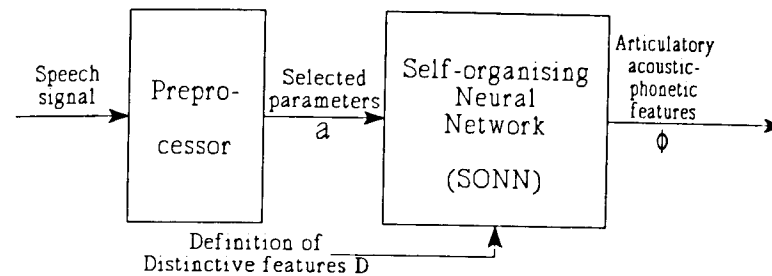 Speech
signal
Prepro-
cessor
Selected
parameters
a
Self-organising
Neural
Network
(SONN)
Articulatory
acoustic-
phonetic
features
ϕ
Definition of
Distinctive features D